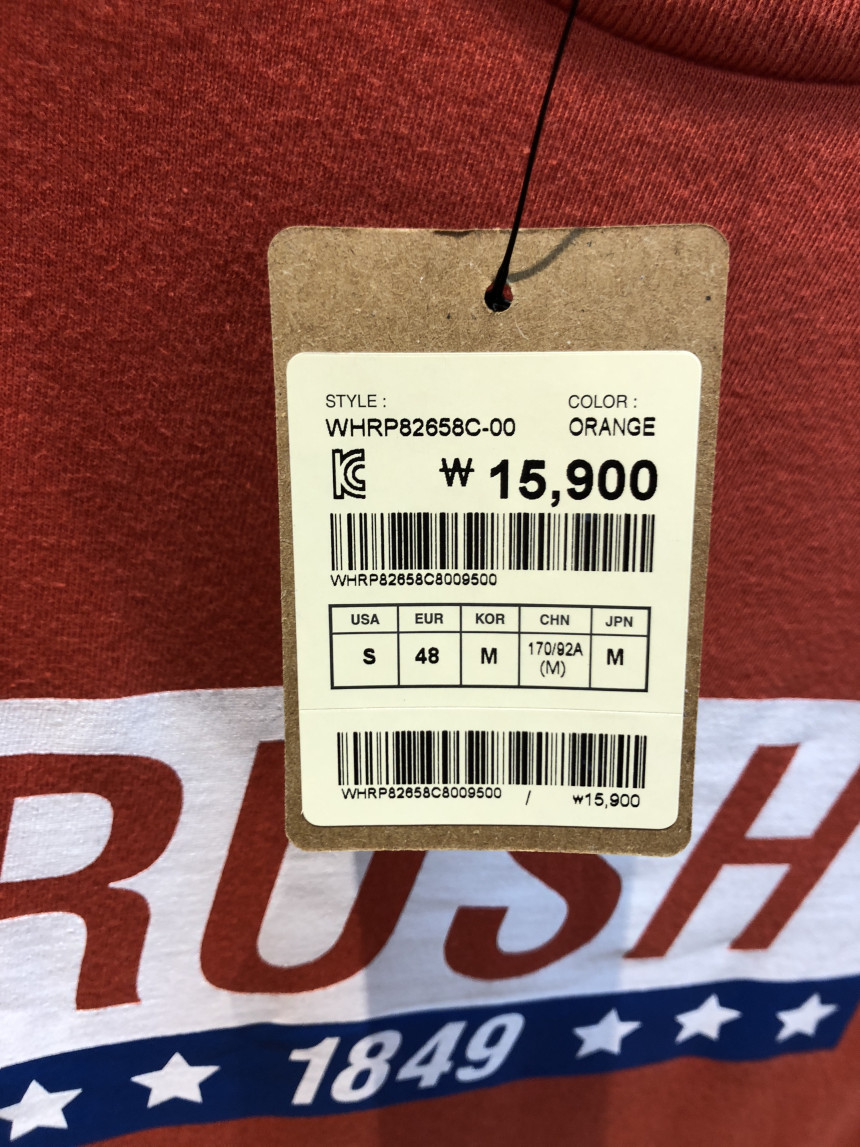 STYLE : COLOR :
WHRP82658C-00 ORANGE
KC ₩ 15,900
WHRP82658C8009500
USA EUR KOR CHN JPN
S 48 M 170/92A (M) M
WHRP82658C8009500 / ₩15,900
RUSH
1849